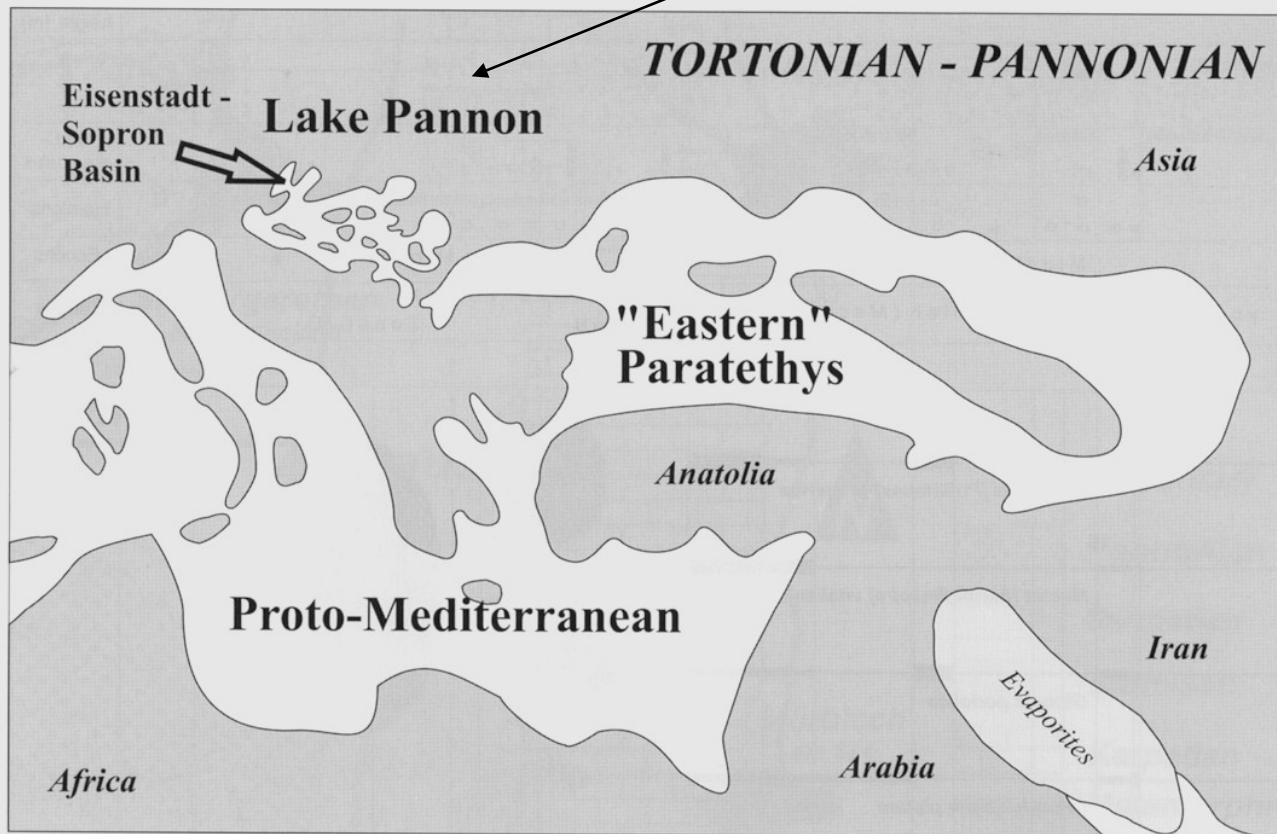 TORTONIAN - PANNONIAN
Eisenstadt -
Sopron
Basin
Lake Pannon
Asia
"Eastern"
Paratethys
Anatolia
Proto-Mediterranean
Iran
Evaporites
Arabia
Africa